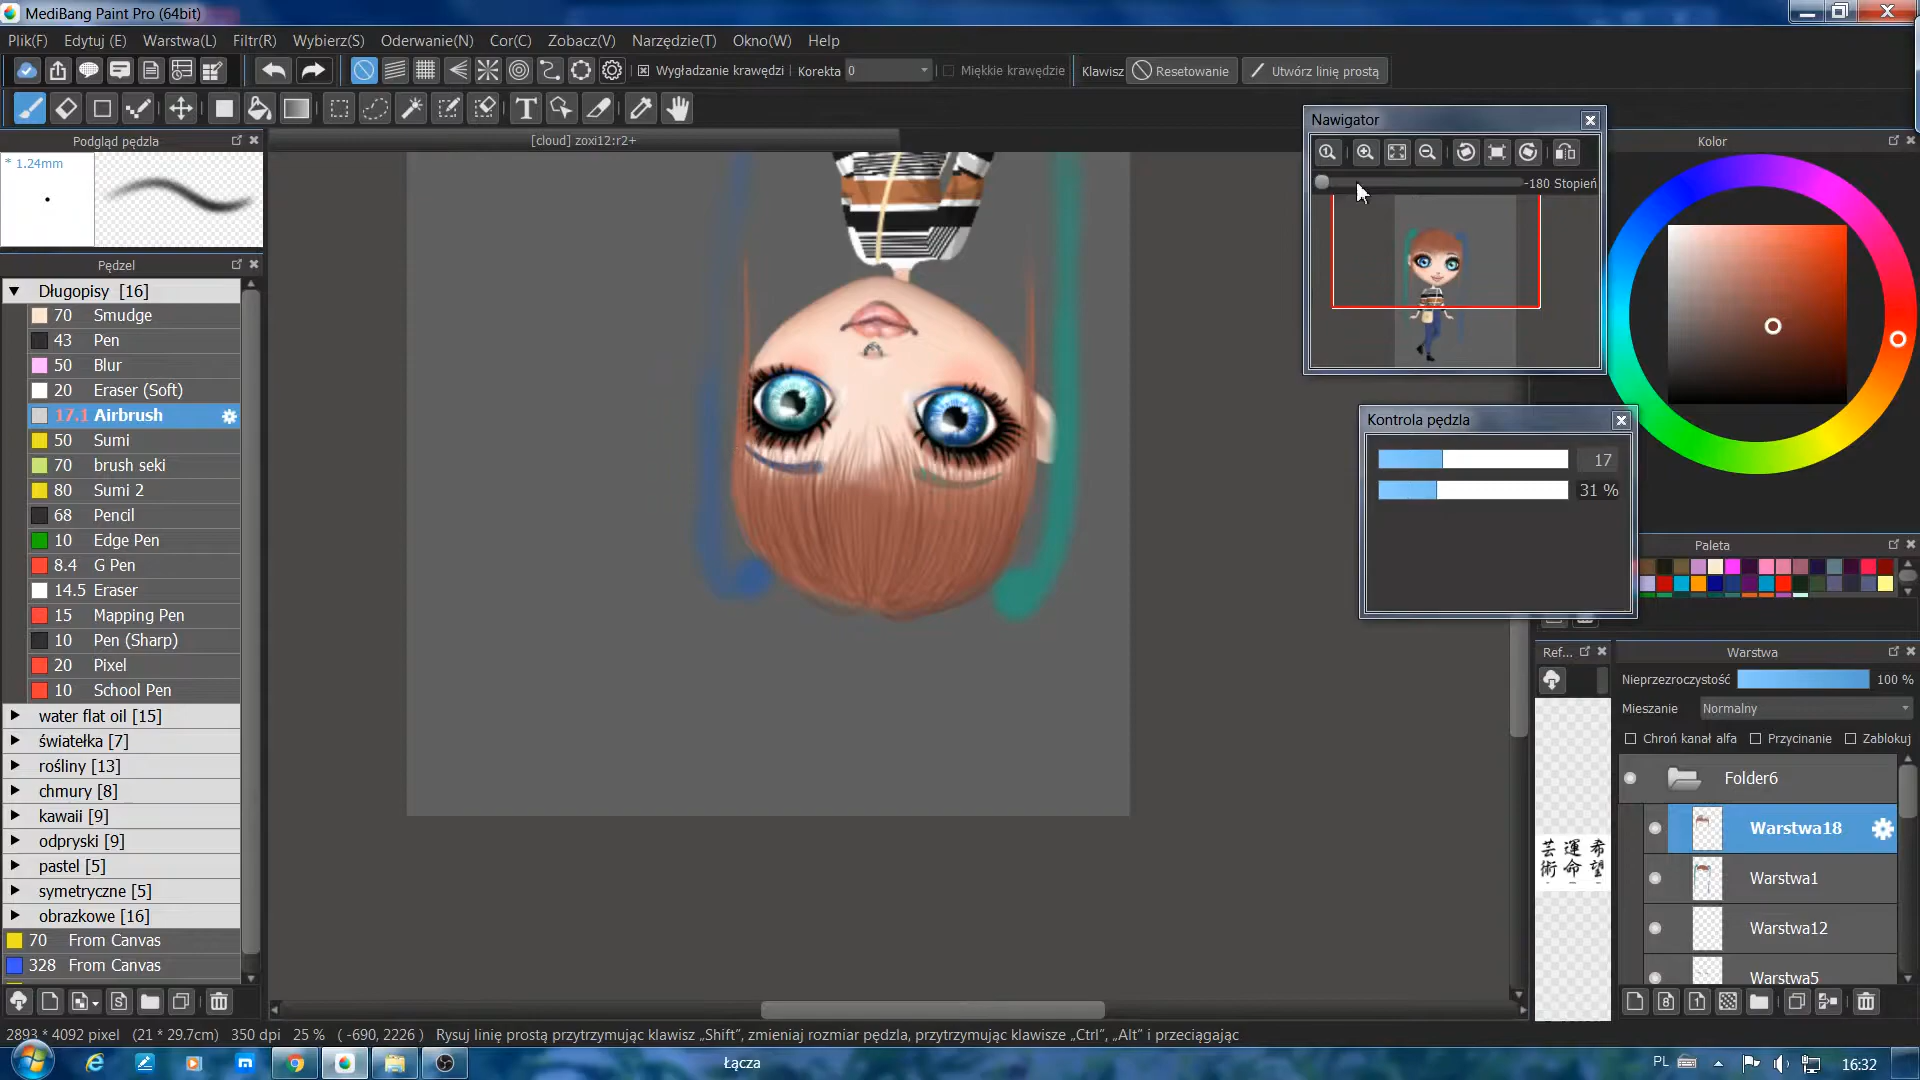 MediBang Paint Pro (64bit)
Plik(F) Edytuj (E) Warstwa(L) Filtr(R) Wybierz(S) Oderwanie(N) Cor(C) Zobacz(V) Narzędzie(T) Okno(W) Help
Wygładzanie krawędzi Korekta 0 Miękkie krawędzie Klawisz Resetowanie Utwórz linię prostą
Podgląd pędzla
* 1.24mm
[cloud] zoxi12:r2+
Nawigator
-180 Stopień
Kolor
Pędzel
Długopisy [16]
70 Smudge
43 Pen
50 Blur
20 Eraser (Soft)
17.1 Airbrush
50 Sumi
70 brush seki
80 Sumi 2
68 Pencil
10 Edge Pen
8.4 G Pen
14.5 Eraser
15 Mapping Pen
10 Pen (Sharp)
20 Pixel
10 School Pen
water flat oil [15]
światełka [7]
rośliny [13]
chmury [8]
kawaii [9]
odpryski [9]
pastel [5]
symetryczne [5]
obrazkowe [16]
70 From Canvas
328 From Canvas
Kontrola pędzla
17
31 %
Paleta
Ref...
芸 運 希
術 命 望
Warstwa
Nieprzezroczystość 100 %
Mieszanie Normalny
Chroń kanał alfa Przycinanie Zablokuj
Folder6
Warstwa18
Warstwa1
Warstwa12
Warstwa5
2893 * 4092 pixel (21 * 29.7cm) 350 dpi 25 % ( -690, 2226 ) Rysuj linię prostą przytrzymując klawisz „Shift”, zmieniaj rozmiar pędzla, przytrzymując klawisze „Ctrl”, „Alt” i przeciągając
Łącza
PL
16:32